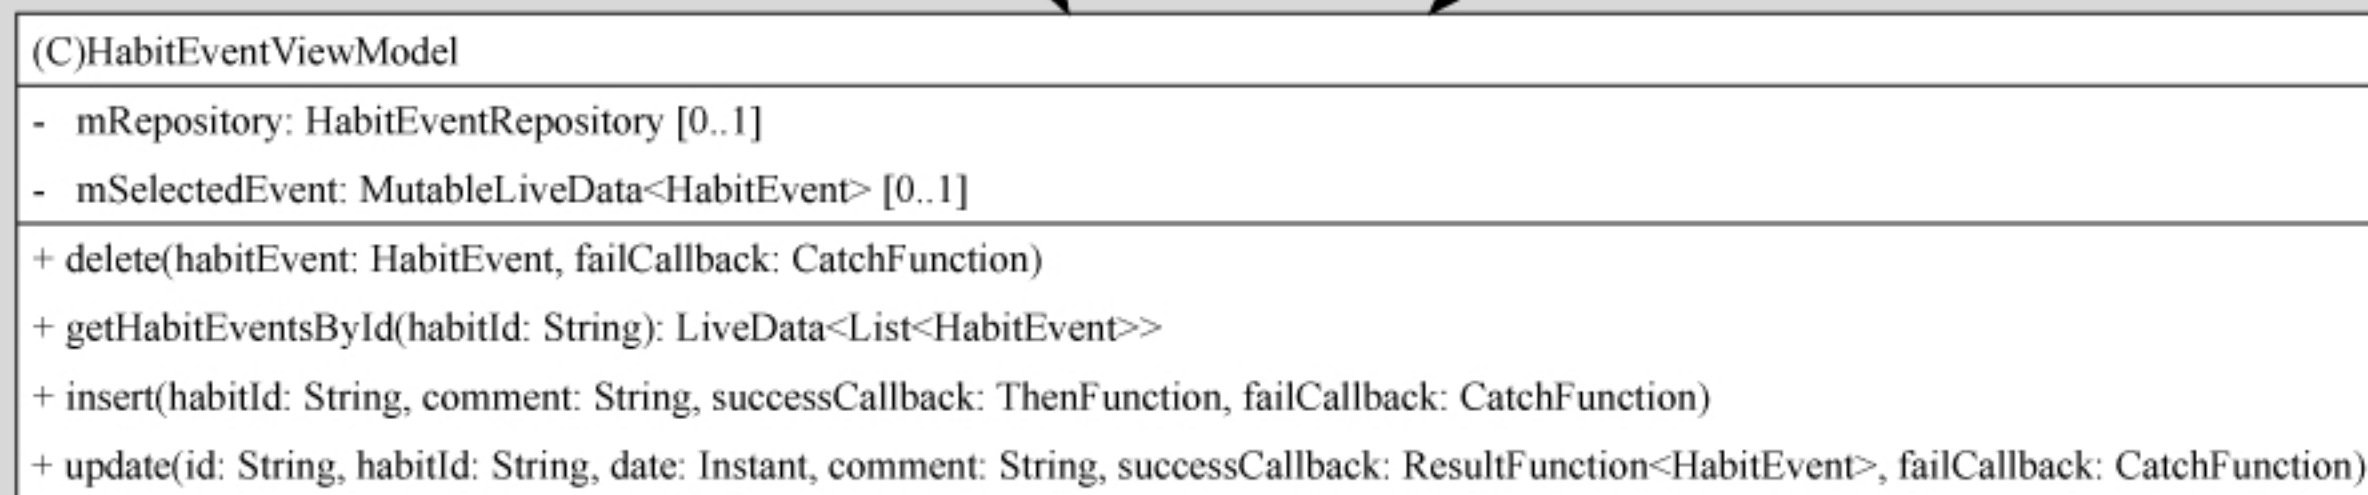 (C)HabitEventViewModel
- mRepository: HabitEventRepository [0..1]
- mSelectedEvent: MutableLiveData<HabitEvent> [0..1]
+ delete(habitEvent: HabitEvent, failCallback: CatchFunction)
+ getHabitEventsById(habitId: String): LiveData<List<HabitEvent>>
+ insert(habitId: String, comment: String, successCallback: ThenFunction, failCallback: CatchFunction)
+ update(id: String, habitId: String, date: Instant, comment: String, successCallback: ResultFunction<HabitEvent>, failCallback: CatchFunction)